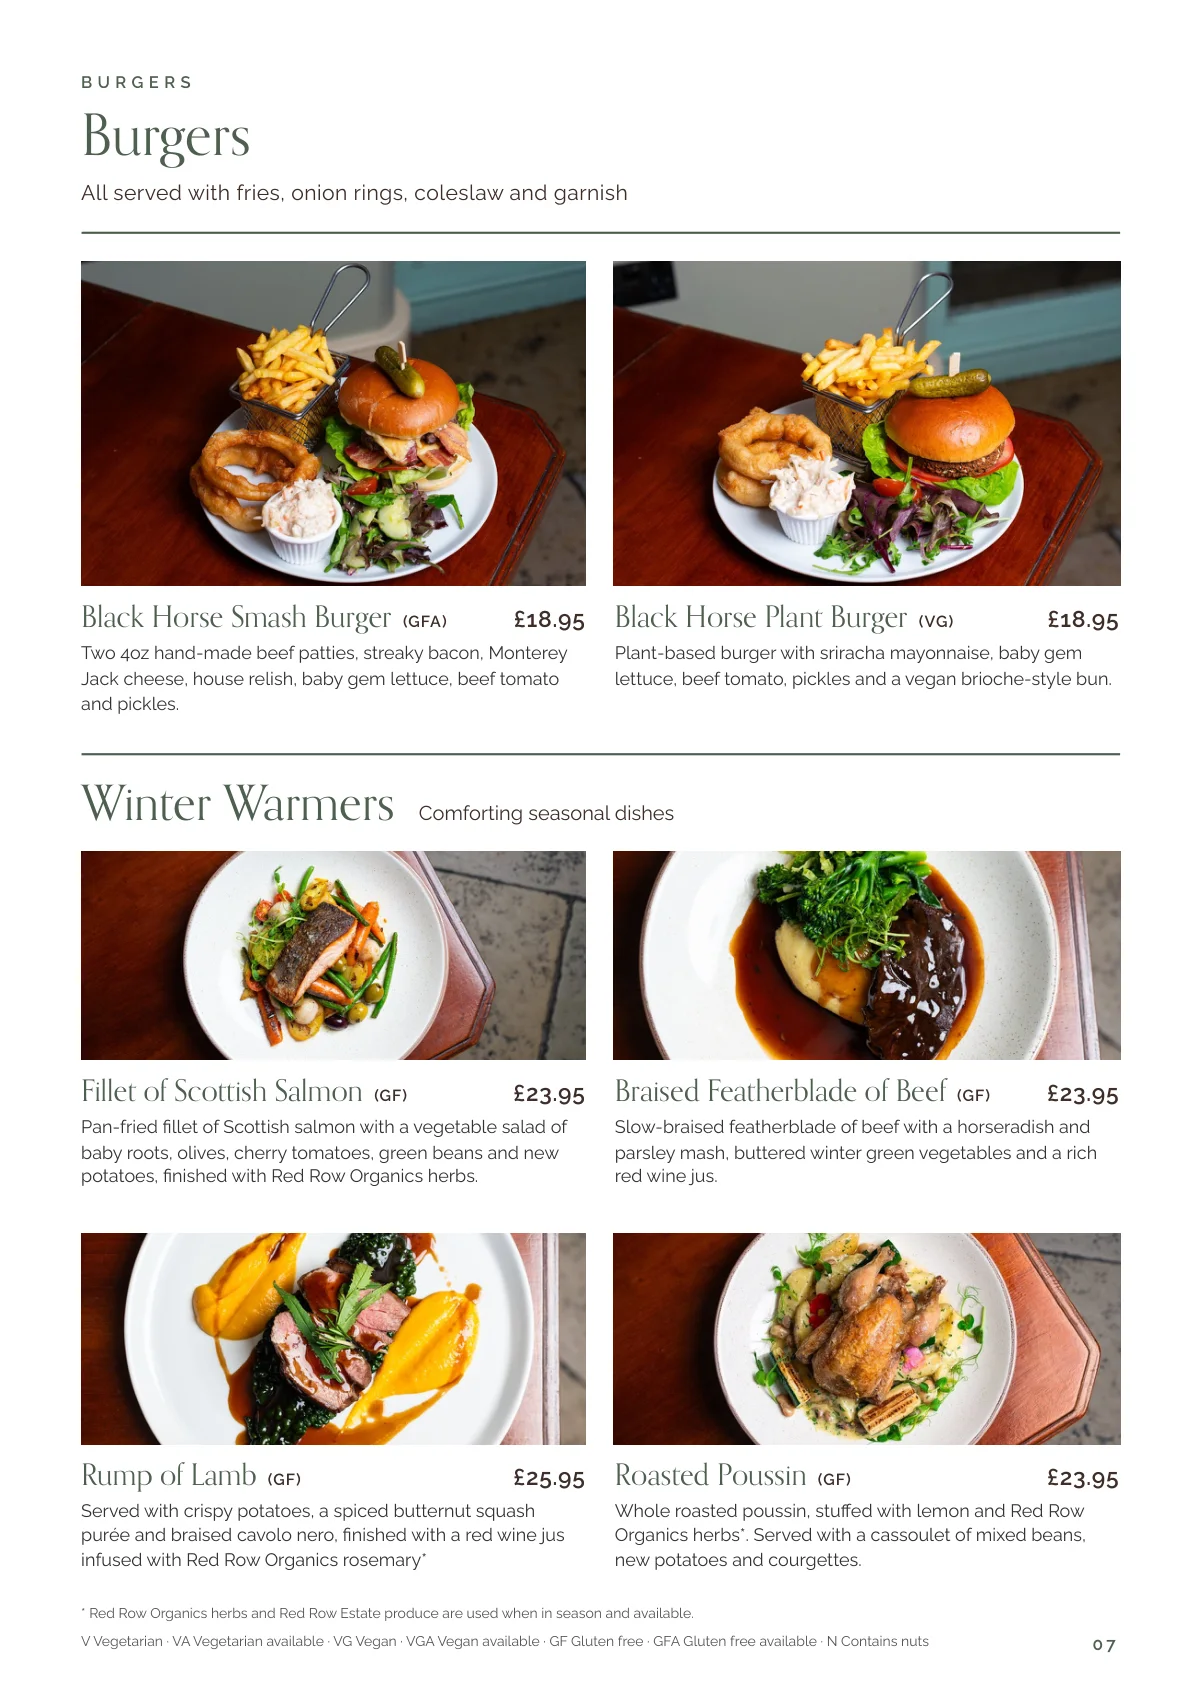 BURGERS
Burgers
All served with fries, onion rings, coleslaw and garnish
Black Horse Smash Burger (GFA) £18.95
Two 4oz hand-made beef patties, streaky bacon, Monterey
Jack cheese, house relish, baby gem lettuce, beef tomato
and pickles.
Black Horse Plant Burger (VG) £18.95
Plant-based burger with sriracha mayonnaise, baby gem
lettuce, beef tomato, pickles and a vegan brioche-style bun.
Winter Warmers Comforting seasonal dishes
Fillet of Scottish Salmon (GF) £23.95
Pan-fried fillet of Scottish salmon with a vegetable salad of
baby roots, olives, cherry tomatoes, green beans and new
potatoes, finished with Red Row Organics herbs.
Braised Featherblade of Beef (GF) £23.95
Slow-braised featherblade of beef with a horseradish and
parsley mash, buttered winter green vegetables and a rich
red wine jus.
Rump of Lamb (GF) £25.95
Served with crispy potatoes, a spiced butternut squash
purée and braised cavolo nero, finished with a red wine jus
infused with Red Row Organics rosemary*
Roasted Poussin (GF) £23.95
Whole roasted poussin, stuffed with lemon and Red Row
Organics herbs*. Served with a cassoulet of mixed beans,
new potatoes and courgettes.
* Red Row Organics herbs and Red Row Estate produce are used when in season and available.
V Vegetarian · VA Vegetarian available · VG Vegan · VGA Vegan available · GF Gluten free · GFA Gluten free available · N Contains nuts
07